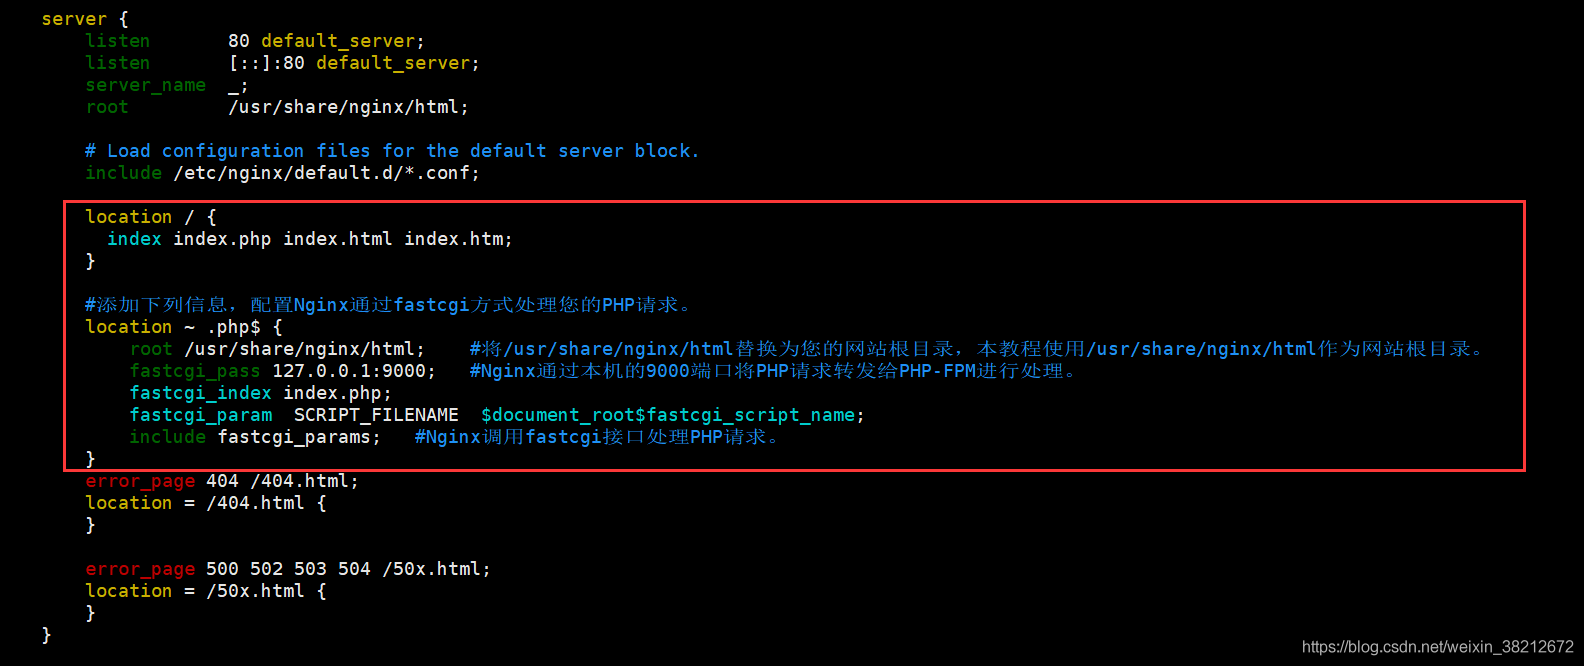 server {
listen 80 default_server;
listen [::]:80 default_server;
server_name _;
root /usr/share/nginx/html;
# Load configuration files for the default server block.
include /etc/nginx/default.d/*.conf;
location / {
index index.php index.html index.htm;
}
#添加下列信息，配置Nginx通过fastcgi方式处理您的PHP请求。
location ~ .php$ {
root /usr/share/nginx/html; #将/usr/share/nginx/html替换为您的网站根目录，本教程使用/usr/share/nginx/html作为网站根目录。
fastcgi_pass 127.0.0.1:9000; #Nginx通过本机的9000端口将PHP请求转发给PHP-FPM进行处理。
fastcgi_index index.php;
fastcgi_param SCRIPT_FILENAME $document_root$fastcgi_script_name;
include fastcgi_params; #Nginx调用fastcgi接口处理PHP请求。
}
error_page 404 /404.html;
location = /404.html {
}
error_page 500 502 503 504 /50x.html;
location = /50x.html {
}
}
https://blog.csdn.net/weixin_38212672